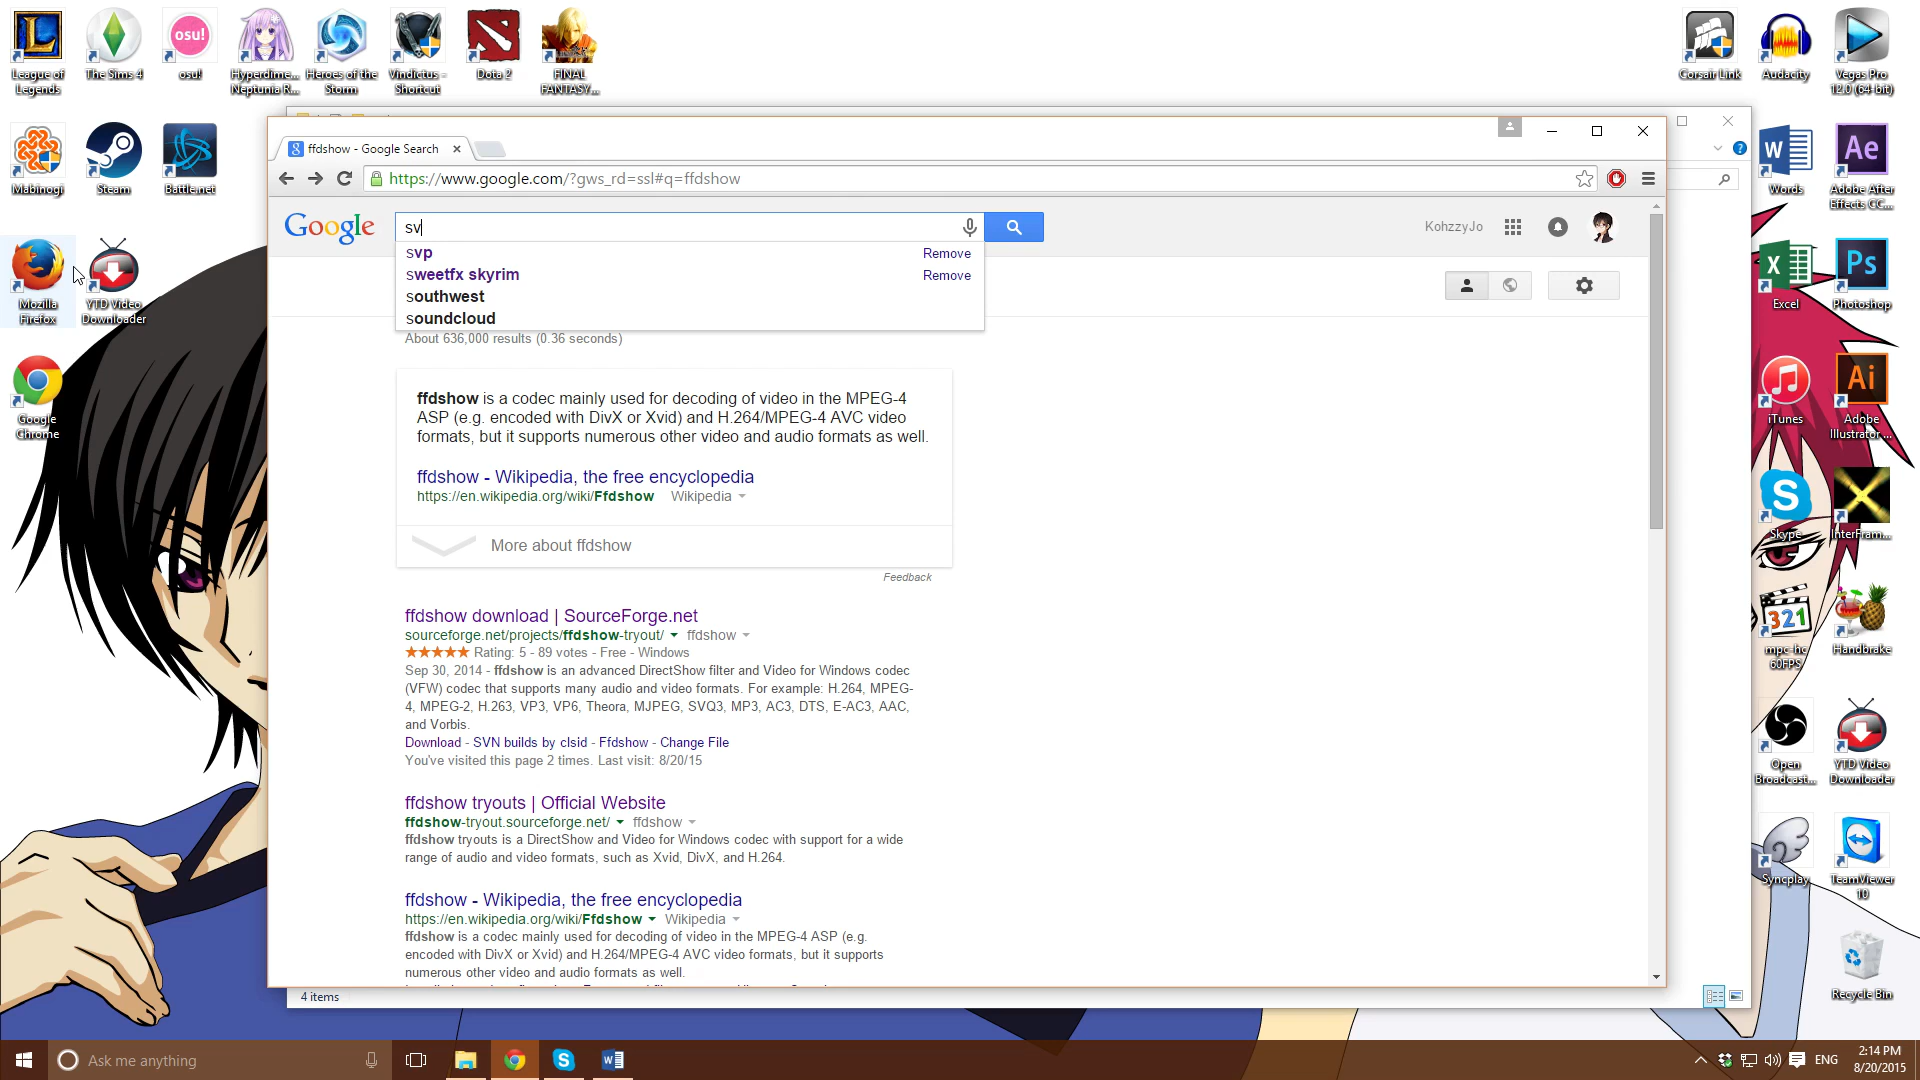 League of
Legends
The Sims 4
osu!
osu!
Hyperdime...
Neptunia R...
Heroes of the
Storm
Vindictus -
Shortcut
Dota 2
FINAL
FANTASY...
Corsair Link
Audacity
Vegas Pro
12.0 (64-bit)
Mabinogi
Steam
Battle.net
Mozilla
Firefox
YTD Video
Downloader
Google
Chrome
ffdshow - Google Search
https://www.google.com/?gws_rd=ssl#q=ffdshow
Google
sv
KohzzyJo
svp
Remove
sweetfx skyrim
Remove
southwest
soundcloud
About 636,000 results (0.36 seconds)
ffdshow is a codec mainly used for decoding of video in the MPEG-4
ASP (e.g. encoded with DivX or Xvid) and H.264/MPEG-4 AVC video
formats, but it supports numerous other video and audio formats as well.
ffdshow - Wikipedia, the free encyclopedia
https://en.wikipedia.org/wiki/Ffdshow Wikipedia
More about ffdshow
Feedback
ffdshow download | SourceForge.net
sourceforge.net/projects/ffdshow-tryout/ ffdshow
Rating: 5 - 89 votes - Free - Windows
Sep 30, 2014 - ffdshow is an advanced DirectShow filter and Video for Windows codec
(VFW) codec that supports many audio and video formats. For example: H.264, MPEG-
4, MPEG-2, H.263, VP3, VP6, Theora, MJPEG, SVQ3, MP3, AC3, DTS, E-AC3, AAC,
and Vorbis.
Download - SVN builds by clsid - Ffdshow - Change File
You've visited this page 2 times. Last visit: 8/20/15
ffdshow tryouts | Official Website
ffdshow-tryout.sourceforge.net/ ffdshow
ffdshow tryouts is a DirectShow and Video for Windows codec with support for a wide
range of audio and video formats, such as Xvid, DivX, and H.264.
ffdshow - Wikipedia, the free encyclopedia
https://en.wikipedia.org/wiki/Ffdshow Wikipedia
ffdshow is a codec mainly used for decoding of video in the MPEG-4 ASP (e.g.
encoded with DivX or Xvid) and H.264/MPEG-4 AVC video formats, but it supports
numerous other video and audio formats as well.
4 items
W
Words
Ae
Adobe After
Effects CC...
Excel
Ps
Photoshop
iTunes
Ai
Adobe
Illustrator ...
Skype
InterFram...
321
mpc-hc
60FPS
Handbrake
Open
Broadcast...
YTD Video
Downloader
Syncplay
TeamViewer
10
Recycle Bin
Ask me anything
ENG
2:14 PM
8/20/2015